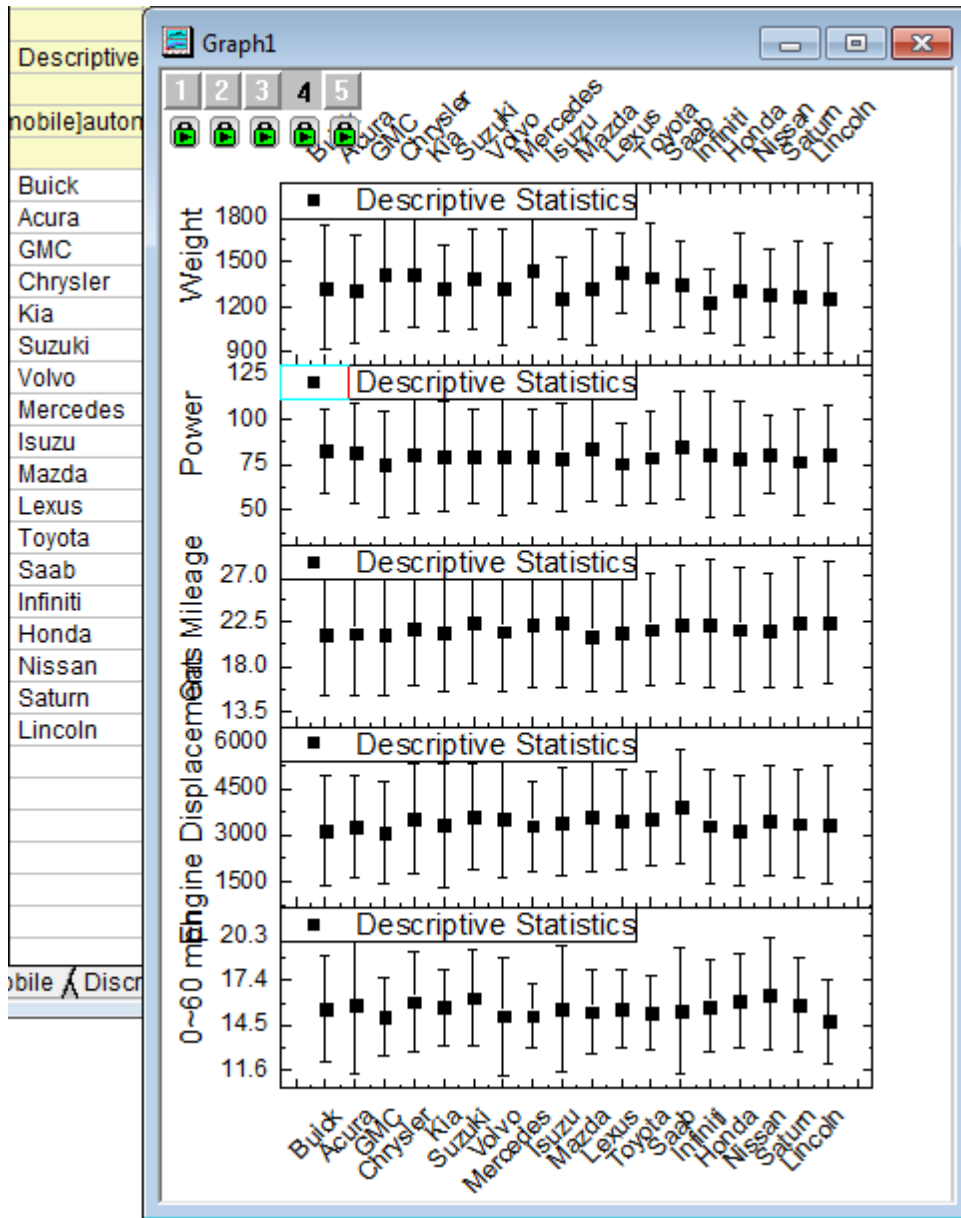 Graph1
Descriptive
nobile]auton
Buick
Acura
GMC
Chrysler
Kia
Suzuki
Volvo
Mercedes
Isuzu
Mazda
Lexus
Toyota
Saab
Infiniti
Honda
Nissan
Saturn
Lincoln
obile
Discr
1 2 3 4 5
Buick
Acura
GMC
Chrysler
Kia
Suzuki
Volvo
Mercedes
Isuzu
Mazda
Lexus
Toyota
Saab
Infiniti
Honda
Nissan
Saturn
Lincoln
Descriptive Statistics
Weight
1800
1500
1200
900
Descriptive Statistics
Power
125
100
75
50
Descriptive Statistics
Gas Mileage
27.0
22.5
18.0
13.5
Descriptive Statistics
Engine Displacement
6000
4500
3000
1500
Descriptive Statistics
0~60 mph
20.3
17.4
14.5
11.6
Buick
Acura
GMC
Chrysler
Kia
Suzuki
Volvo
Mercedes
Isuzu
Mazda
Lexus
Toyota
Saab
Infiniti
Honda
Nissan
Saturn
Lincoln